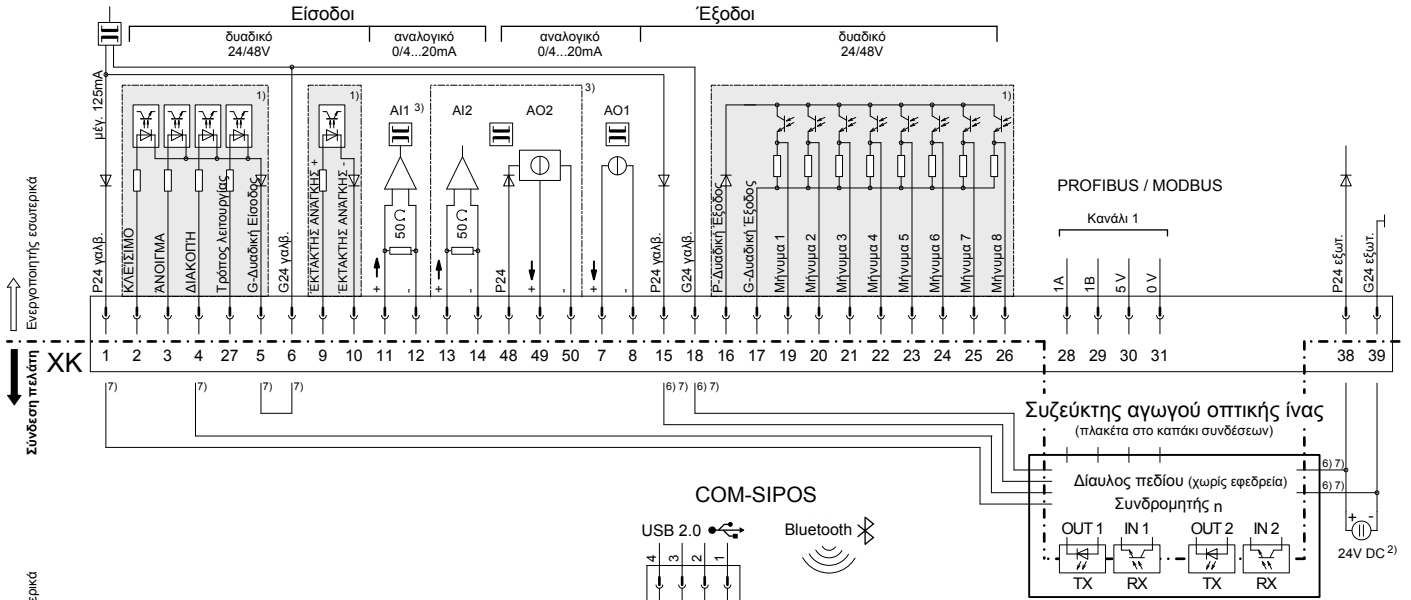 Είσοδοι
Έξοδοι
δυαδικό
24/48V
αναλογικό
0/4...20mA
αναλογικό
0/4...20mA
δυαδικό
24/48V
μέγ. 125mA
1)
1)
AI1 3)
AI2
AO2
3)
AO1
1)
50Ω
50Ω
PROFIBUS / MODBUS
Κανάλι 1
Ενεργοποιητής εσωτερικά
P24 γαλβ.
ΚΛΕΙΣΙΜΟ
ΑΝΟΙΓΜΑ
ΔΙΑΚΟΠΗ
Τρόπος λειτουργίας
G-Δυαδική Είσοδος
G24 γαλβ.
ΈΚΤΑΚΤΗΣ ΑΝΑΓΚΗΣ +
ΈΚΤΑΚΤΗΣ ΑΝΑΓΚΗΣ -
+
-
+
-
P24
+
-
+
-
P24 γαλβ.
G24 γαλβ.
P-Δυαδική Έξοδος
G-Δυαδική Έξοδος
Μήνυμα 1
Μήνυμα 2
Μήνυμα 3
Μήνυμα 4
Μήνυμα 5
Μήνυμα 6
Μήνυμα 7
Μήνυμα 8
1A
1B
5 V
0 V
P24 εξωτ.
G24 εξωτ.
XK
1 2 3 4 27 5 6 9 10 11 12 13 14 48 49 50 7 8 15 18 16 17 19 20 21 22 23 24 25 26 28 29 30 31 38 39
Σύνδεση πελάτη
7)
7)
7)
7)
6) 7)
6) 7)
Συζεύκτης αγωγού οπτικής ίνας
(πλακέτα στο καπάκι συνδέσεων)
Δίαυλος πεδίου (χωρίς εφεδρεία)
Συνδρομητής n
6) 7)
6) 7)
OUT 1
IN 1
OUT 2
IN 2
TX
RX
TX
RX
+
-
24V DC 2)
COM-SIPOS
USB 2.0
Bluetooth
4
3
2
1